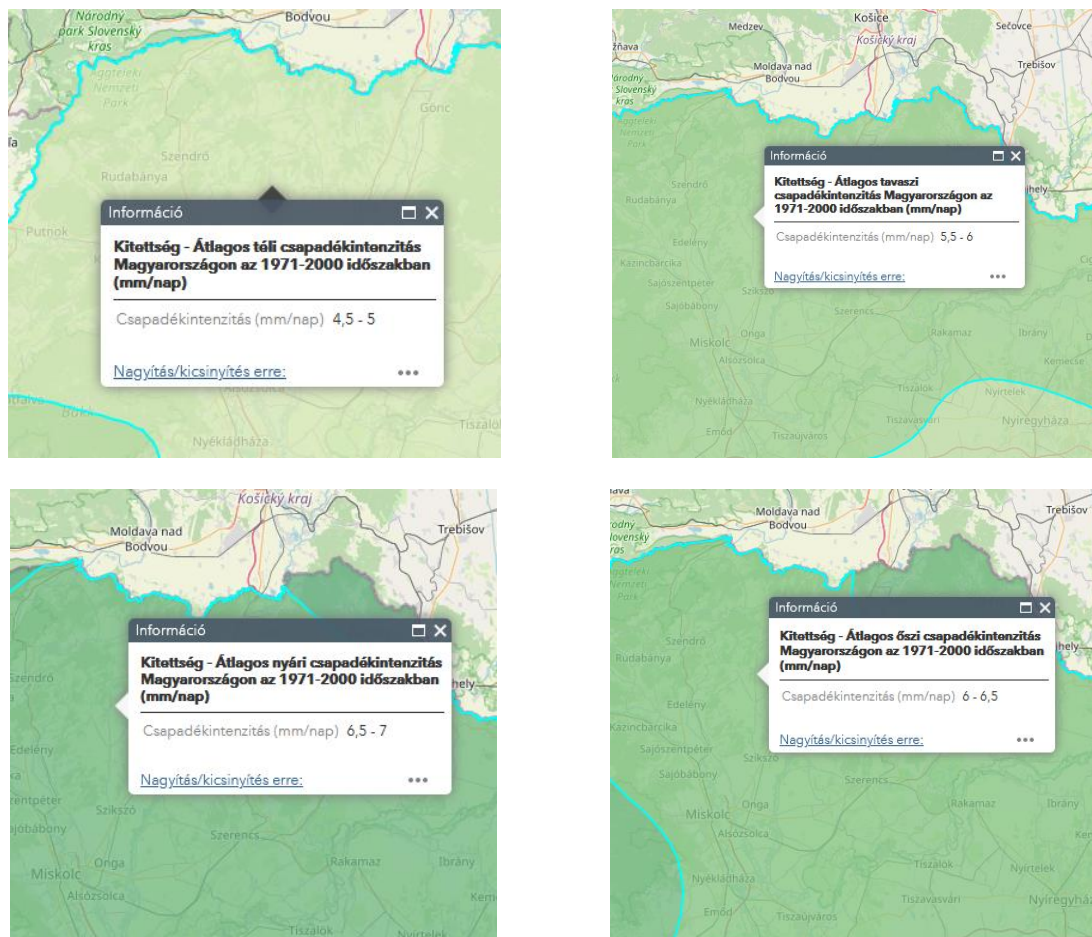 Národný
park Slovenský
kras
Bodvou
Aggteleki
Nemzeti
Park
Gönc
Szendrő
Rudabánya
Putnok
Információ
Kitettség - Átlagos téli csapadékintenzitás
Magyarországon az 1971-2000 időszakban
(mm/nap)
Csapadékintenzitás (mm/nap) 4,5 - 5
Nagyítás/kicsinyítés erre:
Alsózsolca
Bükk
Nyékládháza
Medzev
Košice
Košický kraj
Sečovce
Moldava nad
Bodvou
Trebišov
Slovenský
kras
Aggteleki
Nemzeti
Park
Információ
Kitettség - Átlagos tavaszi
csapadékintenzitás Magyarországon az
1971-2000 időszakban (mm/nap)
Csapadékintenzitás (mm/nap) 5,5 - 6
Nagyítás/kicsinyítés erre:
Szendrő
Rudabánya
Edelény
Kazincbarcika
Sajószentpéter
Sajóbábony
Szerencs
Miskolc
Onga
Alsózsolca
Rakamaz
Ibrány
Kemecse
Tiszalök
Nyírtelek
Nyékládháza
Tiszavasvári
Nyíregyháza
Emőd
Tiszaújváros
Košický kraj
Moldava nad
Bodvou
Trebišov
Információ
Kitettség - Átlagos nyári csapadékintenzitás
Magyarországon az 1971-2000 időszakban
(mm/nap)
Csapadékintenzitás (mm/nap) 6,5 - 7
Nagyítás/kicsinyítés erre:
Szikszó
Szerencs
Onga
Miskolc
Alsózsolca
Rakamaz
Ibrány
Tiszalök
Nyírtelek
Moldava nad
Bodvou
Trebišov
Információ
Kitettség - Átlagos őszi csapadékintenzitás
Magyarországon az 1971-2000 időszakban
(mm/nap)
Csapadékintenzitás (mm/nap) 6 - 6,5
Nagyítás/kicsinyítés erre:
Szendrő
Rudabánya
Edelény
Sajószentpéter
Sajóbábony
Szerencs
Miskolc
Onga
Alsózsolca
Rakamaz
Ibrány
Tiszalök
Nyírtelek
Nyékládháza
Tiszavasvári
Emőd
Tiszaújváros